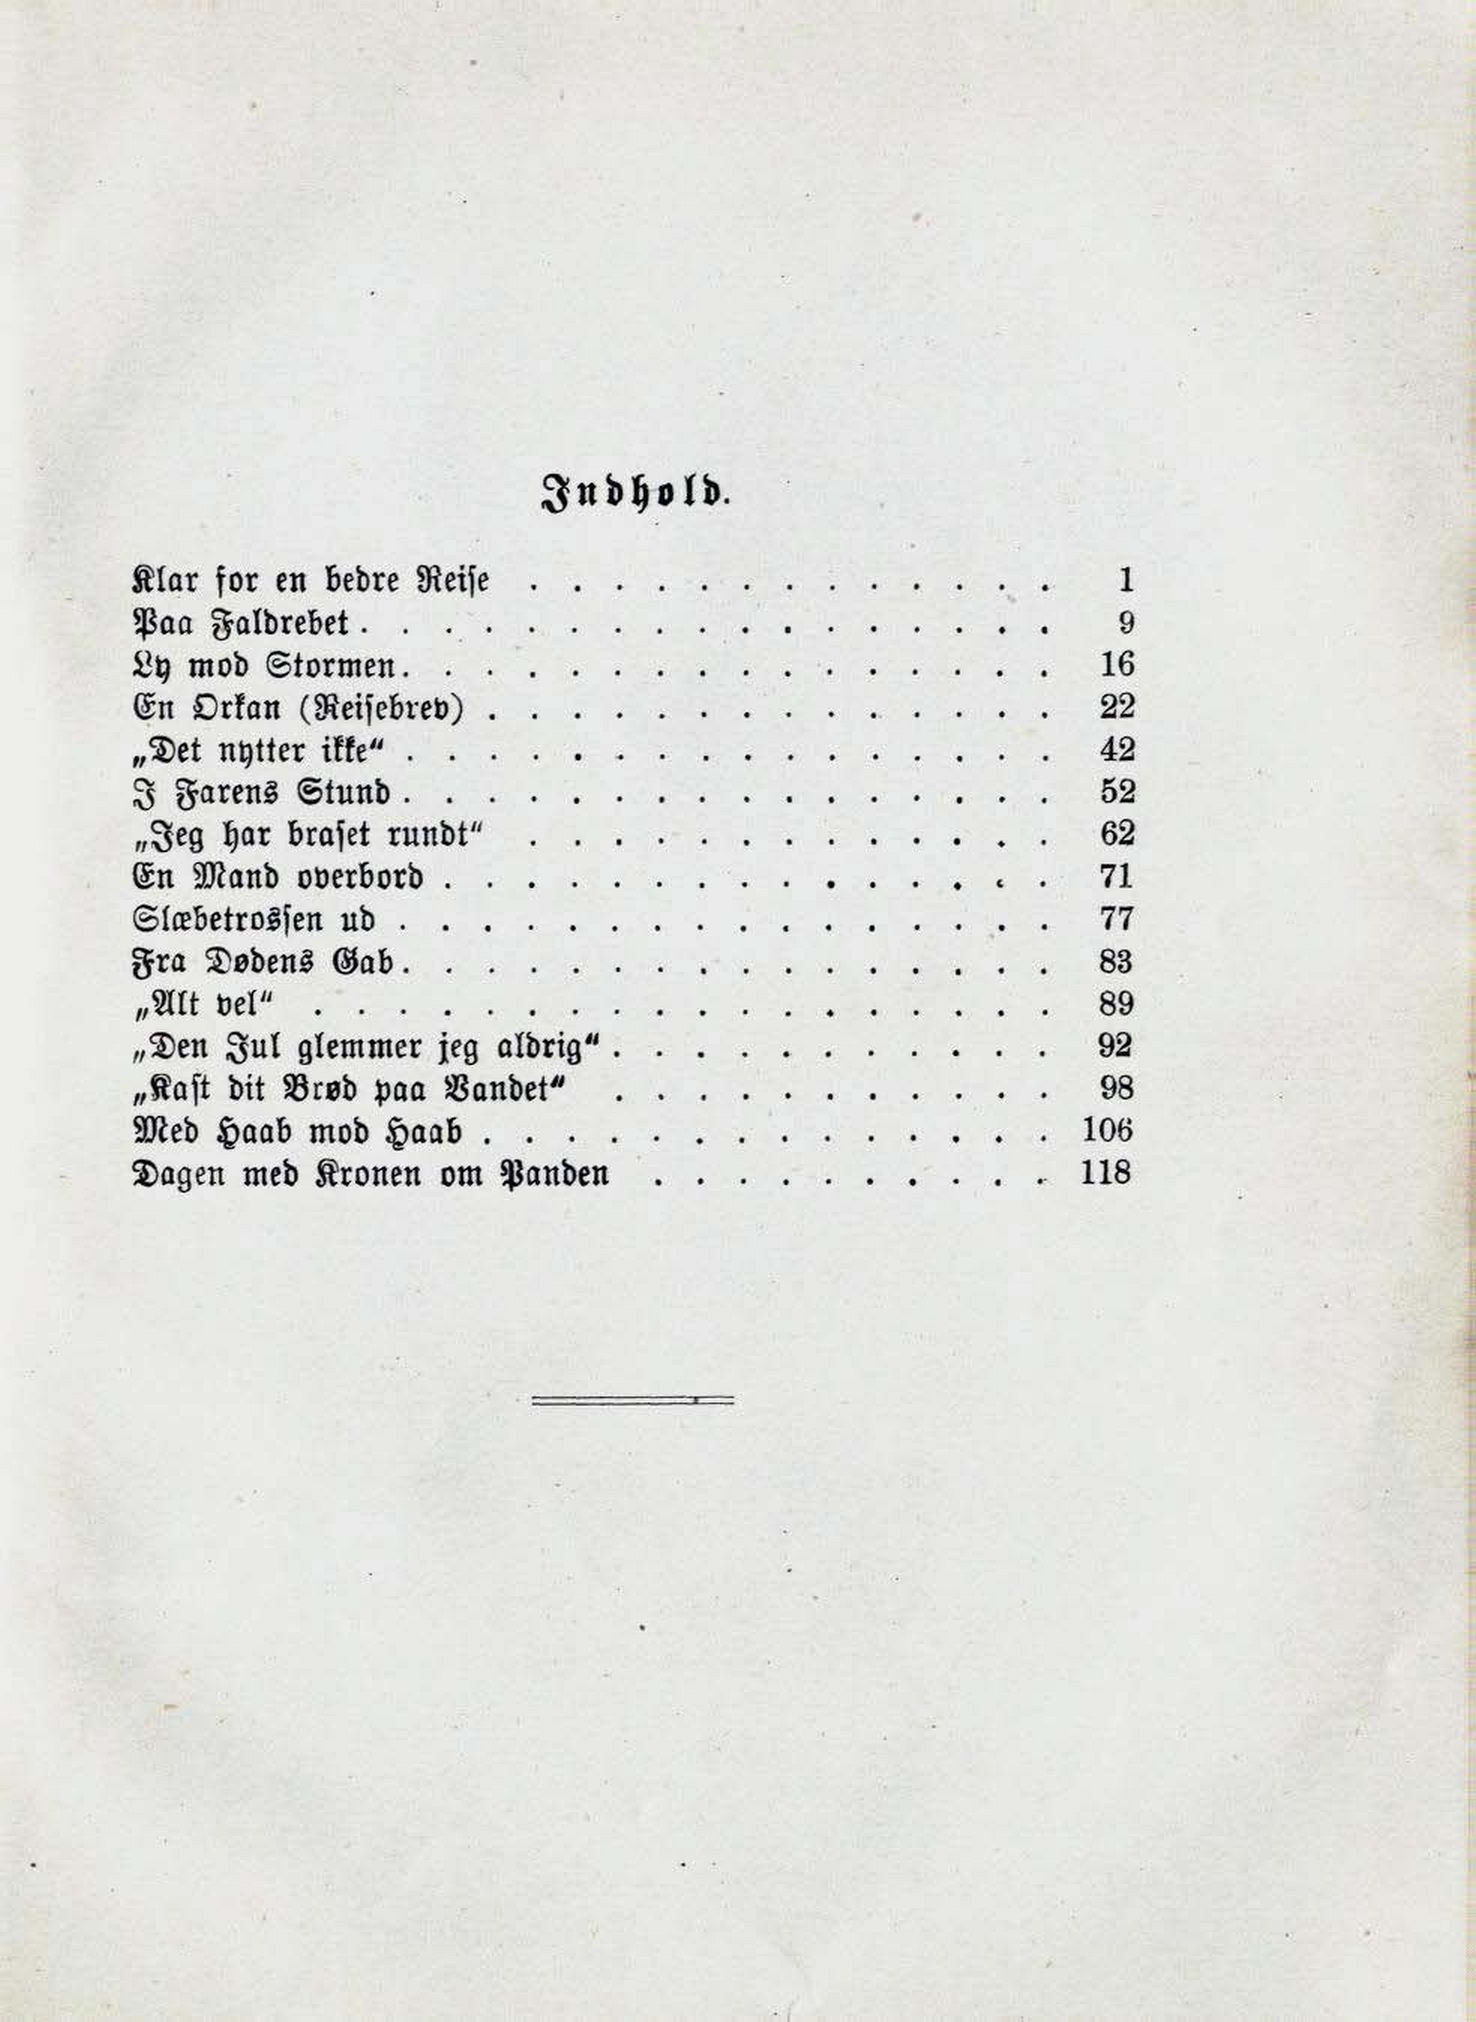 Indhold.
Klar for en bedre Reise . . . . . . . . . . . . . 1
Paa Faldrebet . . . . . . . . . . . . . . . . . 9
Ly mod Stormen . . . . . . . . . . . . . . . . 16
En Orkan (Reisebrev) . . . . . . . . . . . . . . 22
„Det nytter ikke“ . . . . . . . . . . . . . . . . 42
I Farens Stund . . . . . . . . . . . . . . . . 52
„Jeg har braset rundt“ . . . . . . . . . . . . . 62
En Mand overbord . . . . . . . . . . . . . . . 71
Slæbetrossen ud . . . . . . . . . . . . . . . . 77
Fra Dødens Gab . . . . . . . . . . . . . . . . 83
„Alt vel“ . . . . . . . . . . . . . . . . . . 89
„Den Jul glemmer jeg aldrig“ . . . . . . . . . . . 92
„Kast dit Brød paa Vandet“ . . . . . . . . . . . 98
Med Haab mod Haab . . . . . . . . . . . . . . 106
Dagen med Kronen om Panden . . . . . . . . . . 118